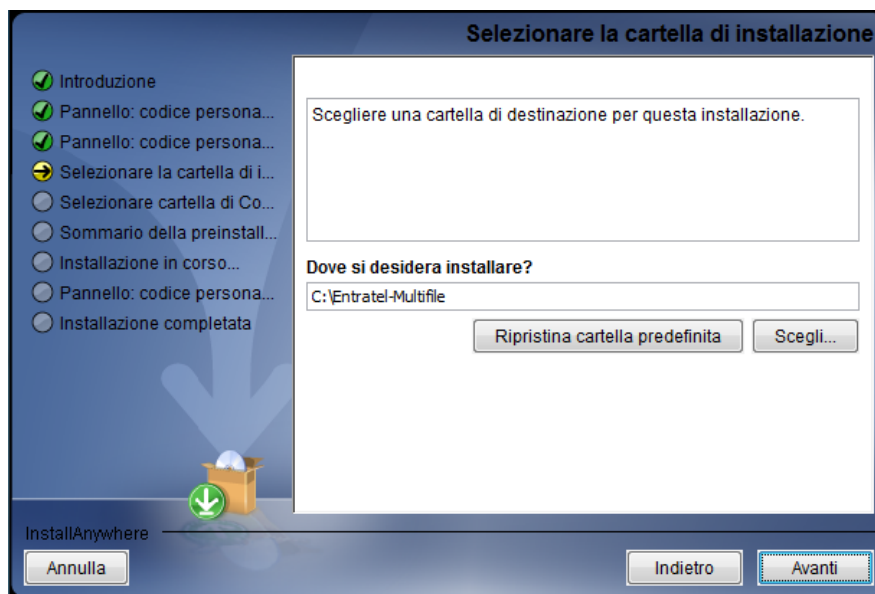 Selezionare la cartella di installazione
Introduzione
Pannello: codice persona...
Pannello: codice persona...
Selezionare la cartella di i...
Selezionare cartella di Co...
Sommario della preinstall...
Installazione in corso...
Pannello: codice persona...
Installazione completata
Scegliere una cartella di destinazione per questa installazione.
Dove si desidera installare?
C:\Entratel-Multifile
Ripristina cartella predefinita
Scegli...
InstallAnywhere
Annulla
Indietro
Avanti